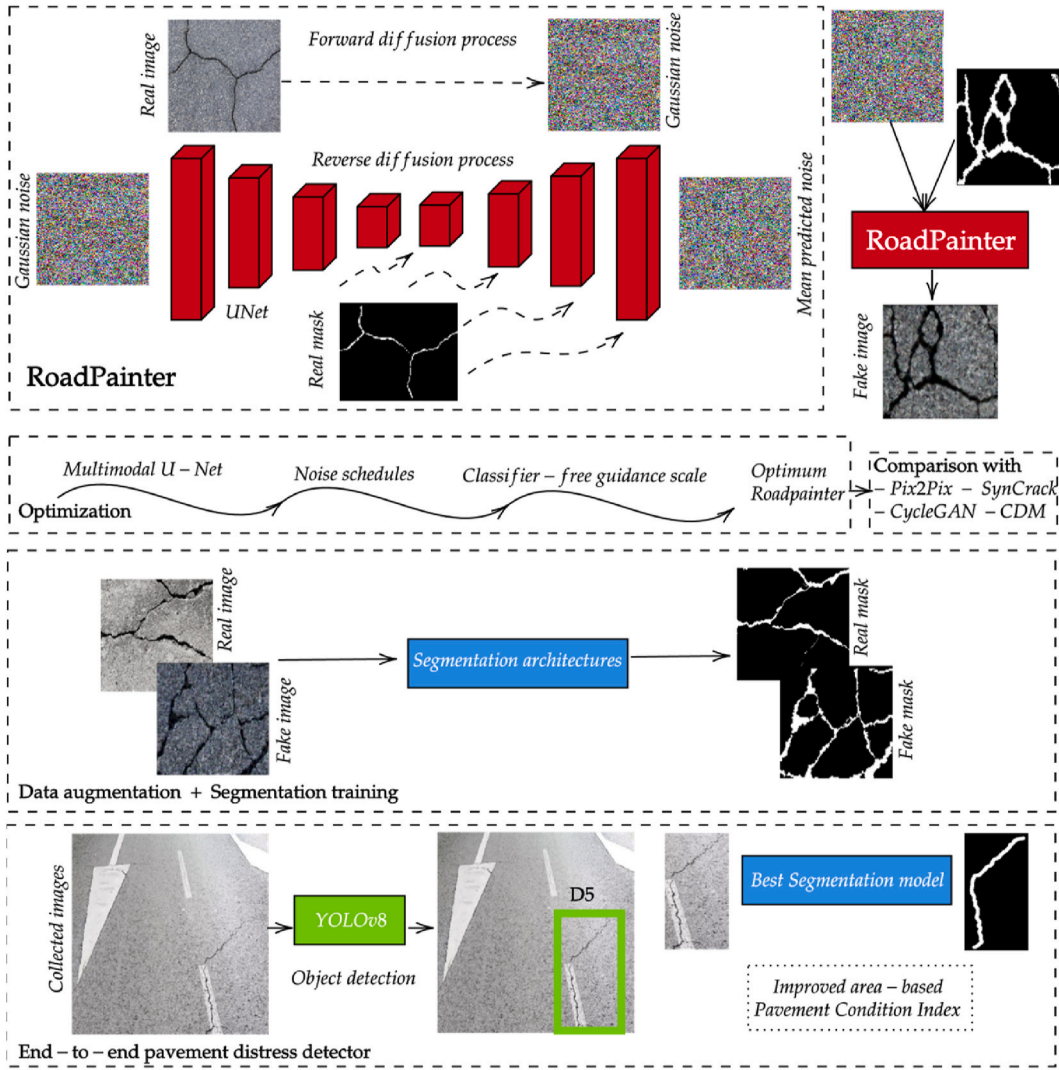 Real image
Forward diffusion process
Gaussian noise
Gaussian noise
Reverse diffusion process
UNet
Real mask
Mean predicted noise
RoadPainter
RoadPainter
Fake image
Multimodal U – Net
Noise schedules
Classifier – free guidance scale
Optimum
Roadpainter
Optimization
Comparison with
– Pix2Pix – SynCrack
– CycleGAN – CDM
Real image
Fake image
Segmentation architectures
Real mask
Fake mask
Data augmentation + Segmentation training
Collected images
YOLOv8
Object detection
D5
Best Segmentation model
Improved area – based
Pavement Condition Index
End – to – end pavement distress detector